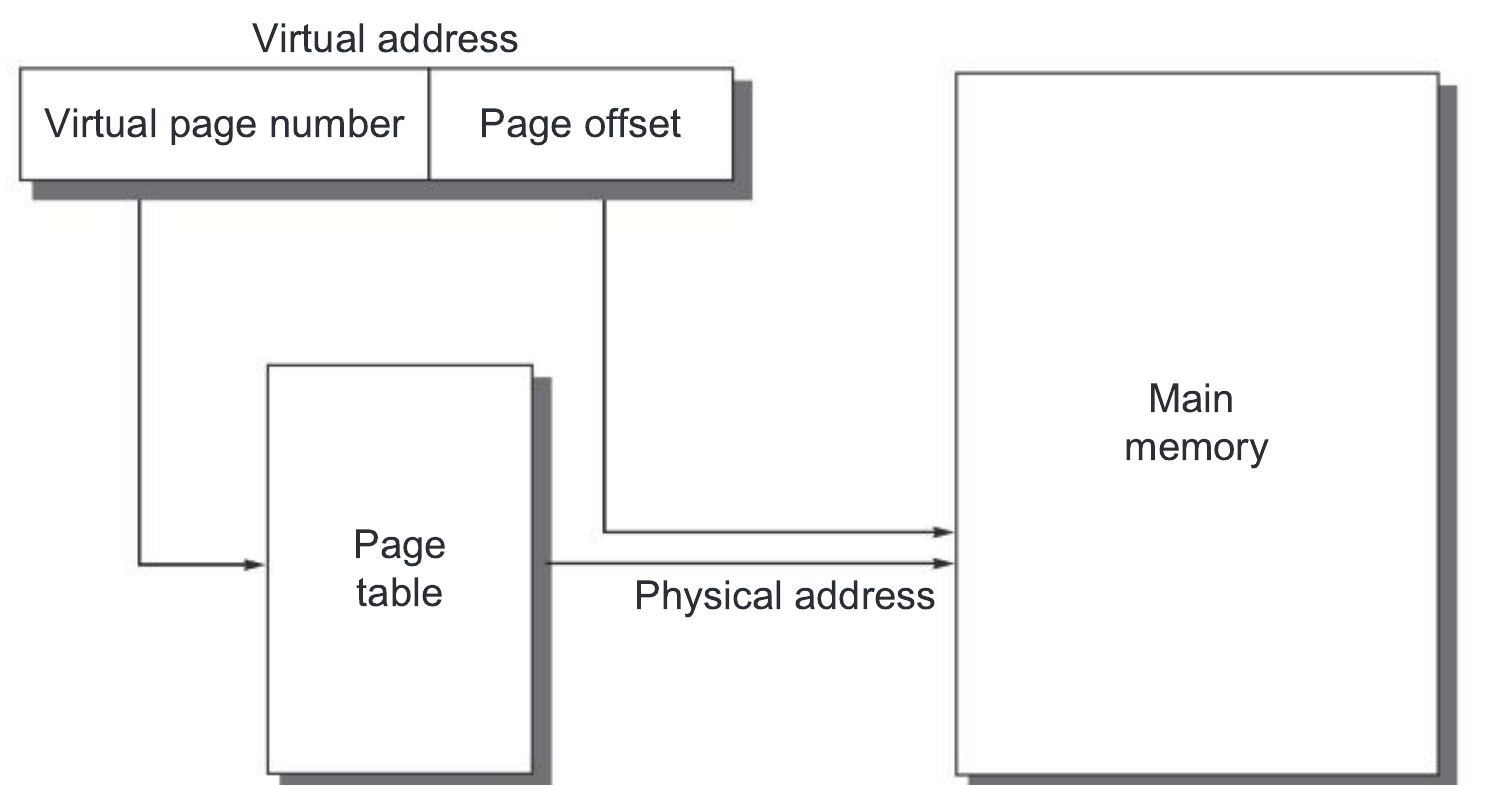 Virtual address
Virtual page number
Page offset
Main
memory
Page
table
Physical address